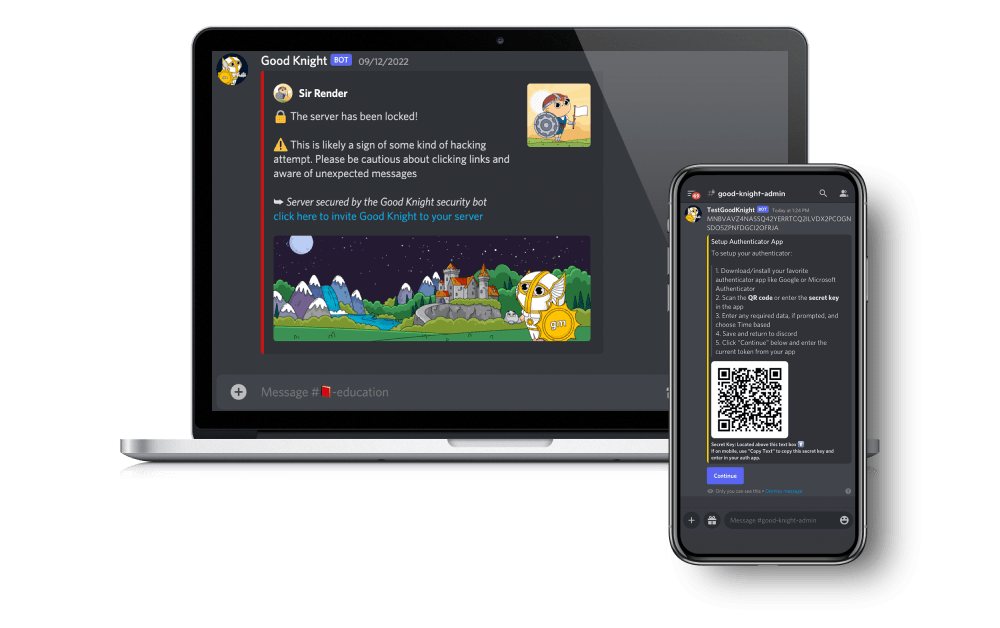 Good Knight BOT 09/12/2022
Sir Render
The server has been locked!
This is likely a sign of some kind of hacking
attempt. Please be cautious about clicking links and
aware of unexpected messages
Server secured by the Good Knight security bot
click here to invite Good Knight to your server
gm
Message #-education
good-knight-admin
TestGoodKnight BOT Today at 1:26 PM
MNBVAVZ4NASSQ42YERRTCQ2ILVDX2PCOGN
SDOSZPNFDGCI2OFRJA
Setup Authenticator App
To setup your authenticator:
1. Download/install your favorite
authenticator app like Google or Microsoft
Authenticator
2. Scan the QR code or enter the secret key
in the app
3. Enter any required data, if prompted, and
choose Time based
4. Save and return to discord
5. Click "Continue" below and enter the
current token from your app
Secret Key: Located above this text box
If on mobile, use "Copy Text" to copy this secret key and
enter in your auth app.
Continue
Only you can see this • Dismiss message
Message #good-knight-admin